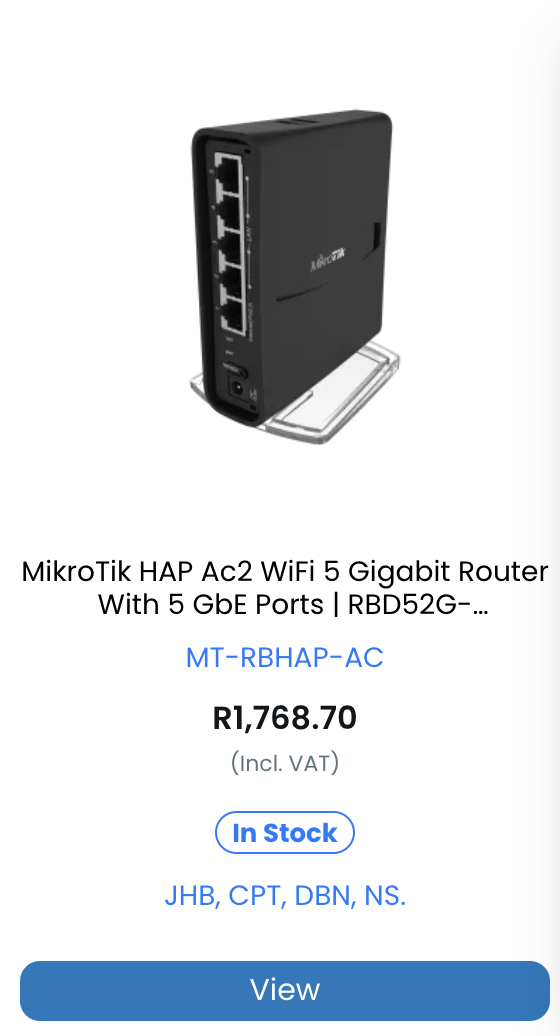 MikroTik
MikroTik HAP Ac2 WiFi 5 Gigabit Router
With 5 GbE Ports | RBD52G-...
MT-RBHAP-AC
R1,768.70
(Incl. VAT)
In Stock
JHB, CPT, DBN, NS.
View